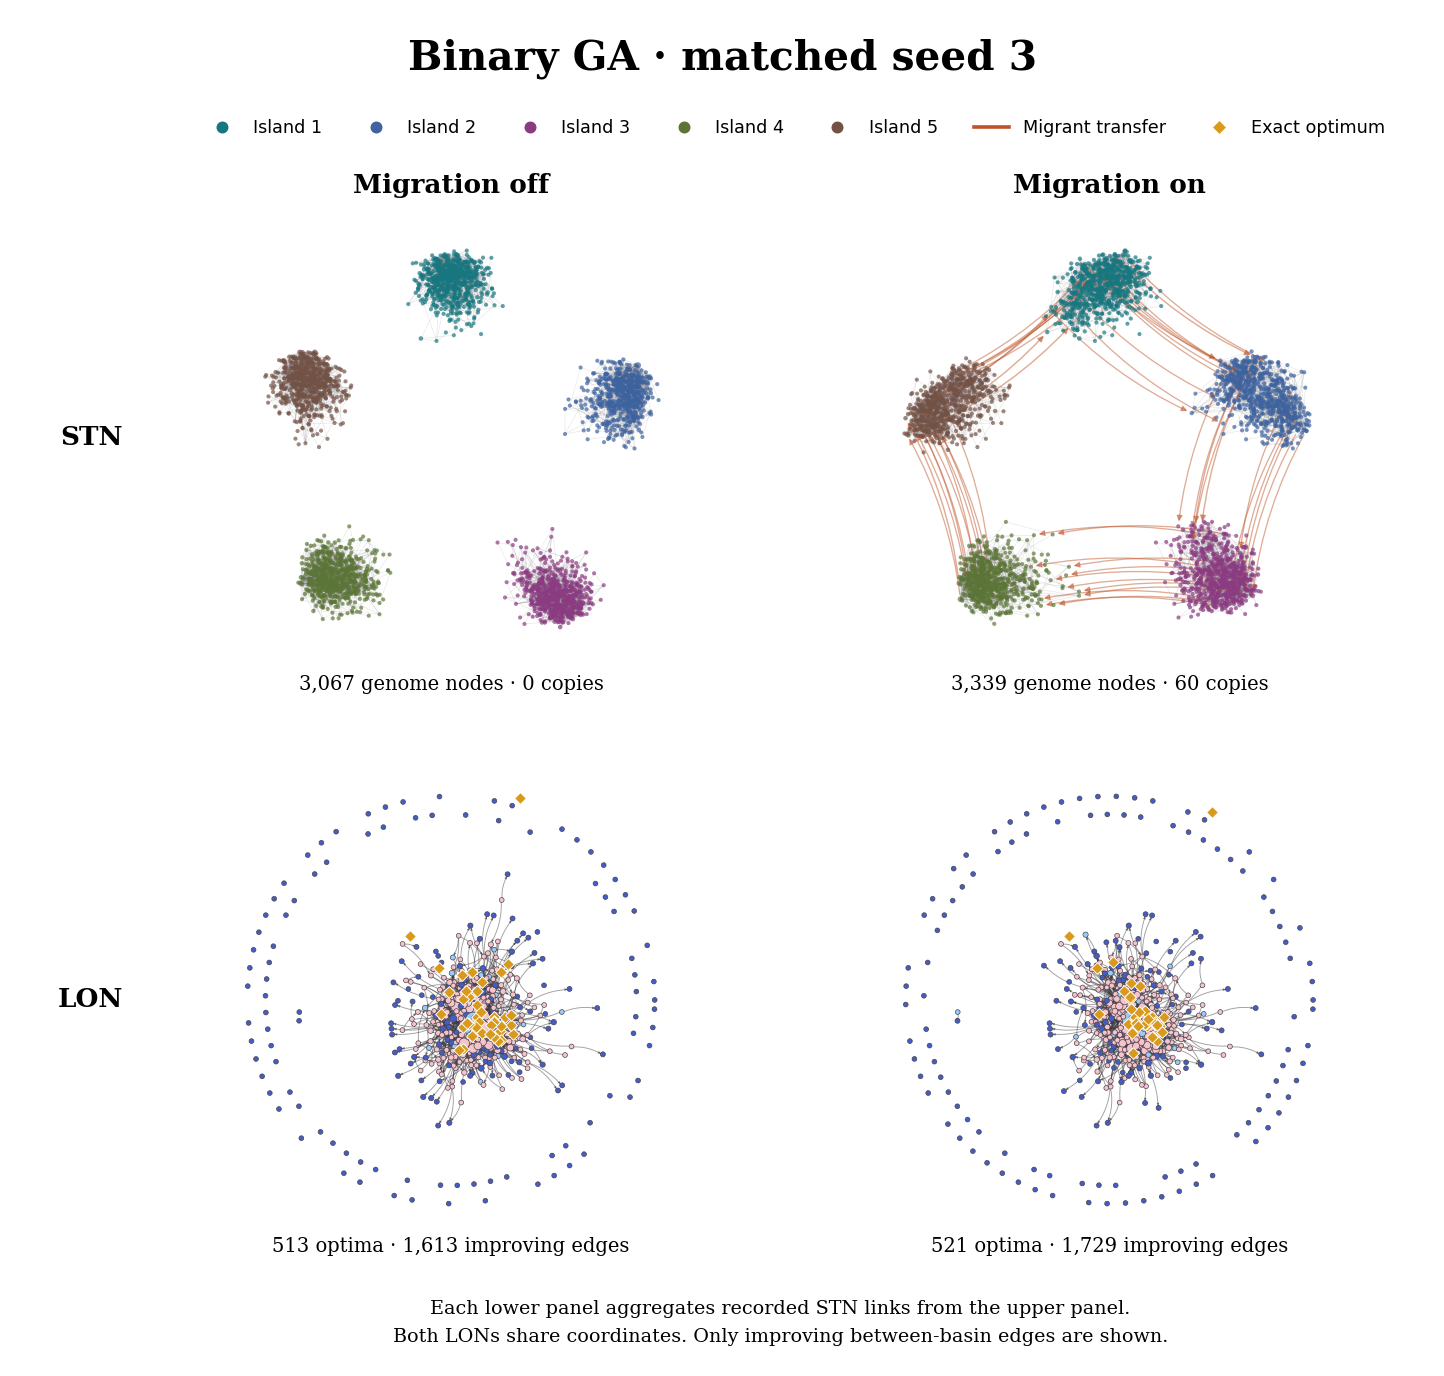 Binary GA · matched seed 3
Island 1 Island 2 Island 3 Island 4 Island 5 Migrant transfer Exact optimum
Migration off Migration on
STN
3,067 genome nodes · 0 copies 3,339 genome nodes · 60 copies
LON
513 optima · 1,613 improving edges 521 optima · 1,729 improving edges
Each lower panel aggregates recorded STN links from the upper panel.
Both LONs share coordinates. Only improving between-basin edges are shown.